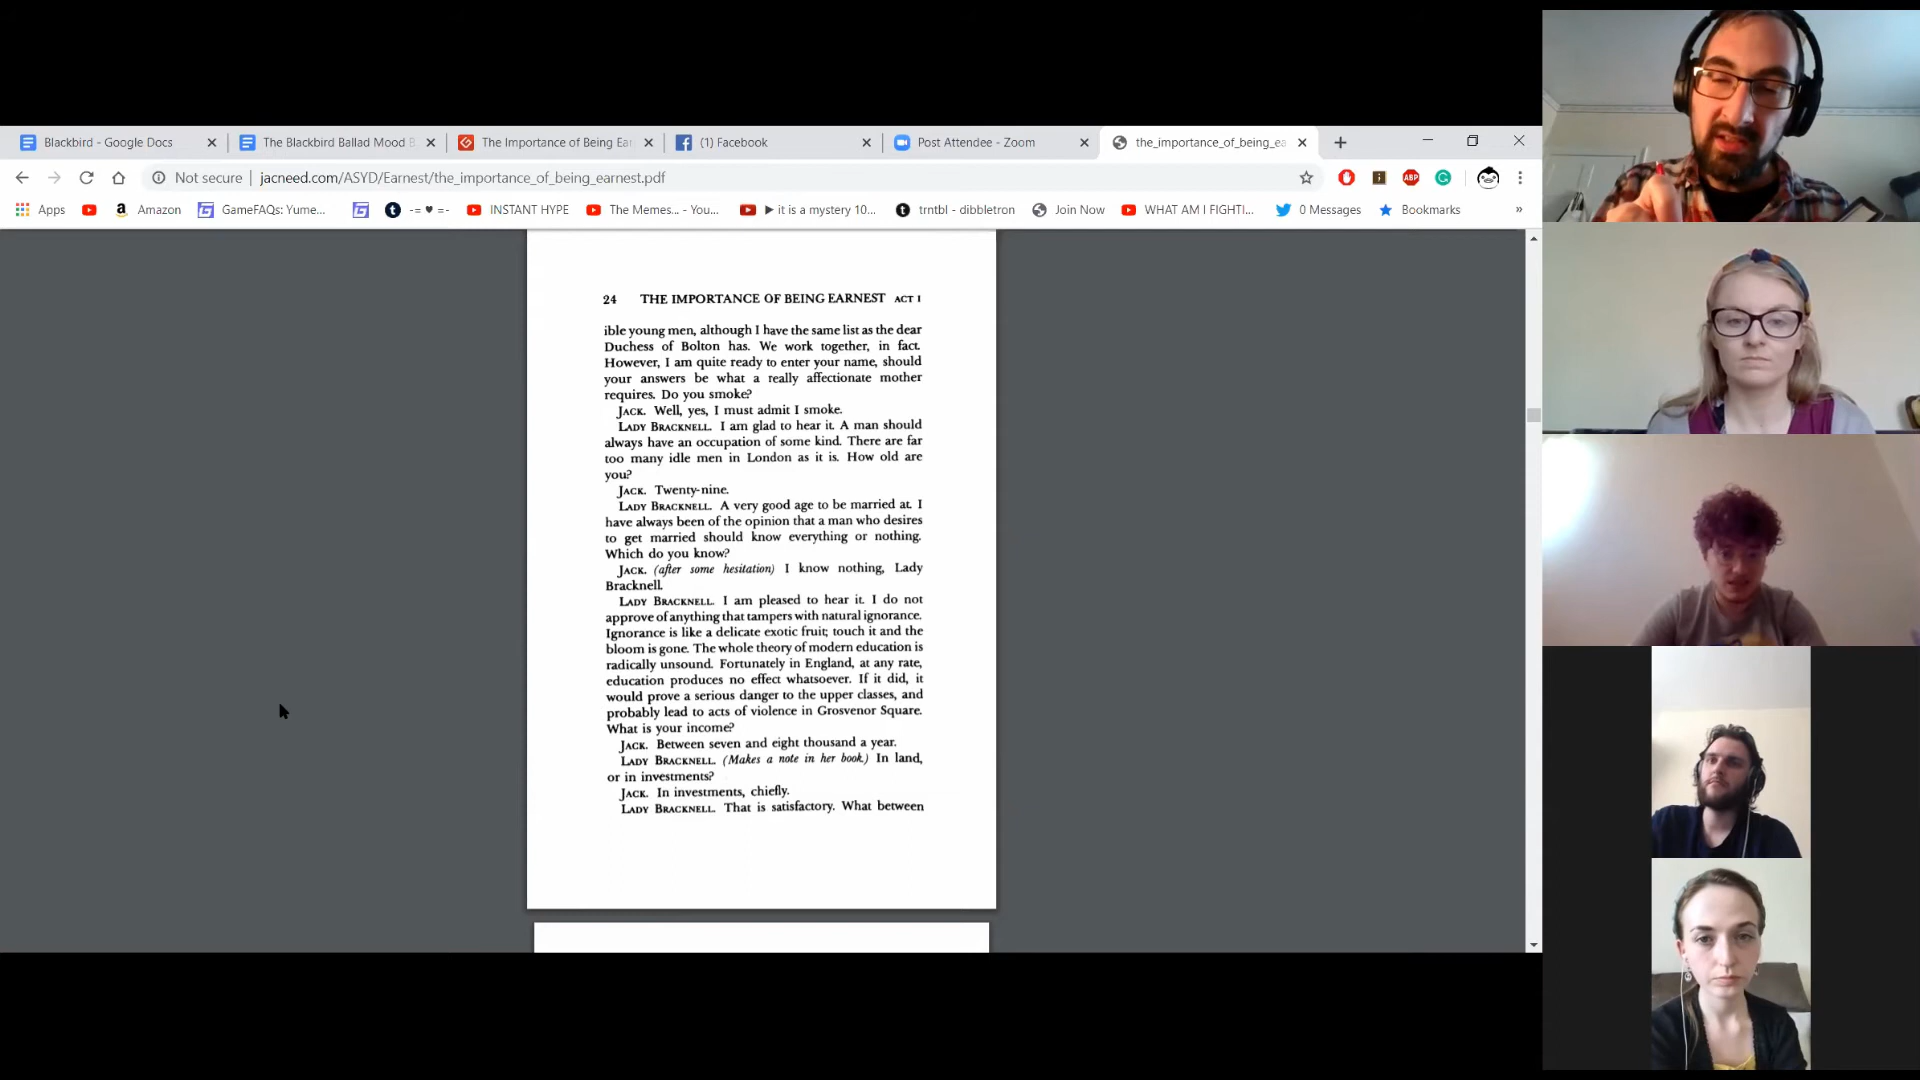 Blackbird - Google Docs
The Blackbird Ballad Mood B
The Importance of Being Ear
(1) Facebook
Post Attendee - Zoom
the_importance_of_being_ea
Not secure | jacneed.com/ASYD/Earnest/the_importance_of_being_earnest.pdf
ABP
Apps
Amazon
GameFAQs: Yume...
-= ♥ =-
INSTANT HYPE
The Memes... - You...
▶ it is a mystery 10...
trntbl - dibbletron
Join Now
WHAT AM I FIGHTI...
0 Messages
Bookmarks
»
24 THE IMPORTANCE OF BEING EARNEST ACT I
ible young men, although I have the same list as the dear
Duchess of Bolton has. We work together, in fact.
However, I am quite ready to enter your name, should
your answers be what a really affectionate mother
requires. Do you smoke?
JACK. Well, yes, I must admit I smoke.
LADY BRACKNELL. I am glad to hear it. A man should
always have an occupation of some kind. There are far
too many idle men in London as it is. How old are
you?
JACK. Twenty-nine.
LADY BRACKNELL. A very good age to be married at. I
have always been of the opinion that a man who desires
to get married should know everything or nothing.
Which do you know?
JACK. (after some hesitation) I know nothing, Lady
Bracknell.
LADY BRACKNELL. I am pleased to hear it. I do not
approve of anything that tampers with natural ignorance.
Ignorance is like a delicate exotic fruit; touch it and the
bloom is gone. The whole theory of modern education is
radically unsound. Fortunately in England, at any rate,
education produces no effect whatsoever. If it did, it
would prove a serious danger to the upper classes, and
probably lead to acts of violence in Grosvenor Square.
What is your income?
JACK. Between seven and eight thousand a year.
LADY BRACKNELL. (Makes a note in her book.) In land,
or in investments?
JACK. In investments, chiefly.
LADY BRACKNELL. That is satisfactory. What between